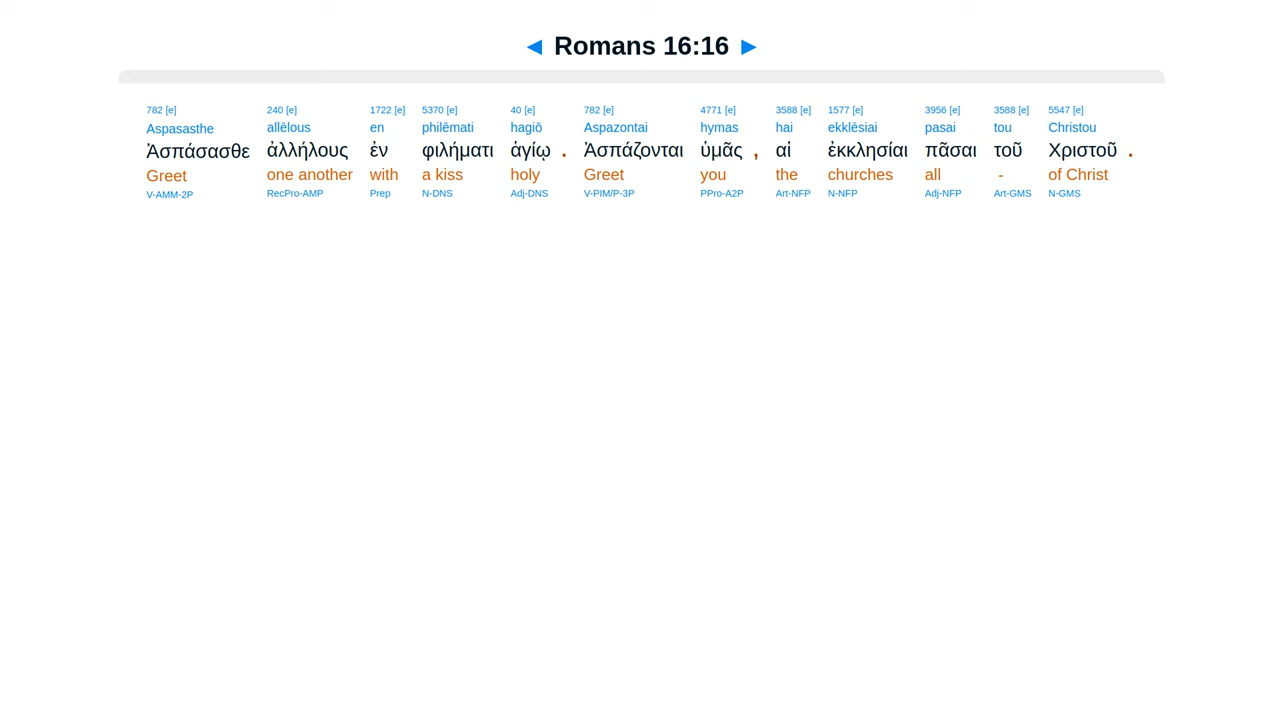 ◄ Romans 16:16 ►
782 [e] 240 [e] 1722 [e] 5370 [e] 40 [e] 782 [e] 4771 [e] 3588 [e] 1577 [e] 3956 [e] 3588 [e] 5547 [e]
Aspasasthe allēlous en philēmati hagiō Aspazontai hymas hai ekklēsiai pasai tou Christou
Ἀσπάσασθε ἀλλήλους ἐν φιλήματι ἁγίῳ . Ἀσπάζονται ὑμᾶς , αἱ ἐκκλησίαι πᾶσαι τοῦ Χριστοῦ .
Greet one another with a kiss holy Greet you the churches all - of Christ
V-AMM-2P RecPro-AMP Prep N-DNS Adj-DNS V-PIM/P-3P PPro-A2P Art-NFP N-NFP Adj-NFP Art-GMS N-GMS